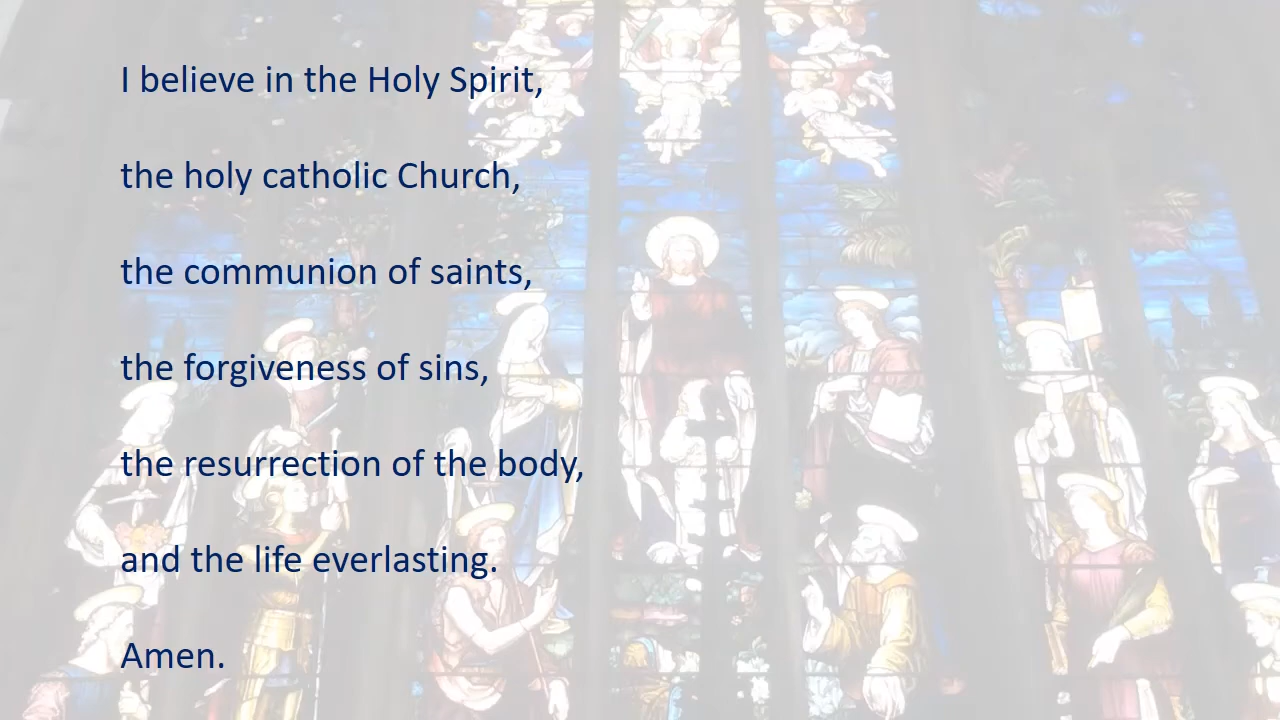 I believe in the Holy Spirit,
the holy catholic Church,
the communion of saints,
the forgiveness of sins,
the resurrection of the body,
and the life everlasting.
Amen.